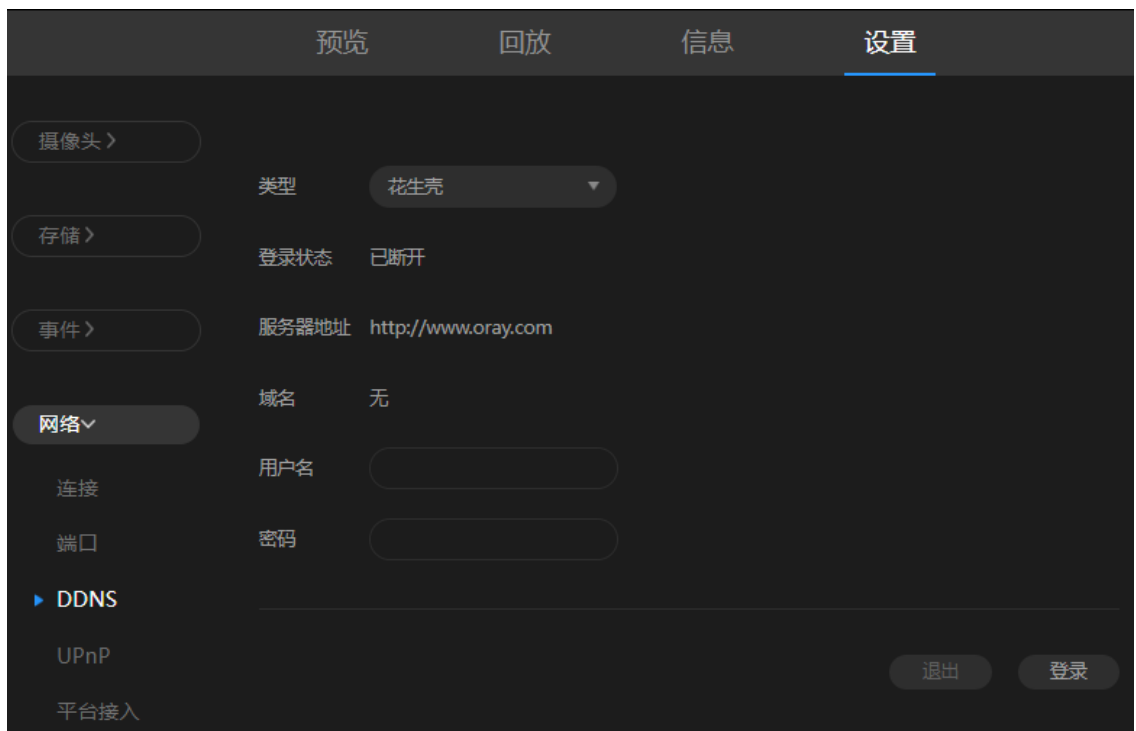 预览 回放 信息 设置
摄像头
类型 花生壳
存储
登录状态 已断开
事件
服务器地址 http://www.oray.com
域名 无
网络
用户名
连接
密码
端口
DDNS
UPnP
退出 登录
平台接入